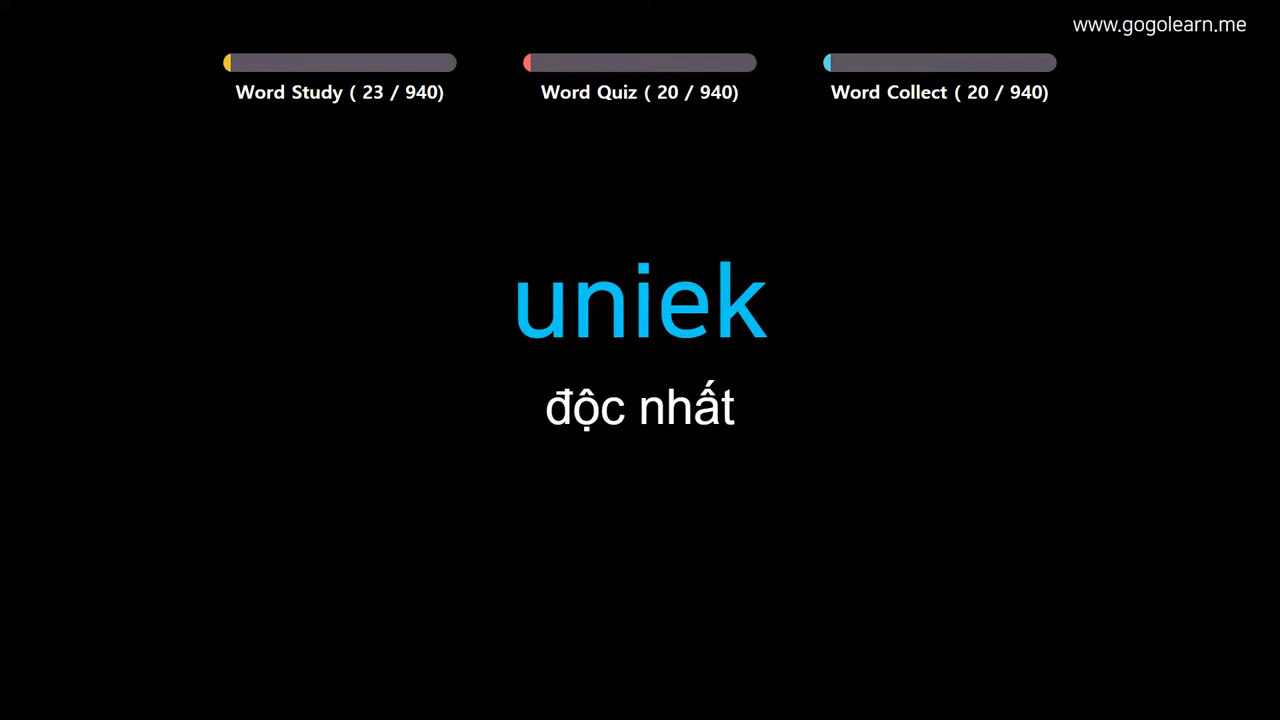 www.gogolearn.me
Word Study ( 23 / 940)
Word Quiz ( 20 / 940)
Word Collect ( 20 / 940)
uniek
độc nhất